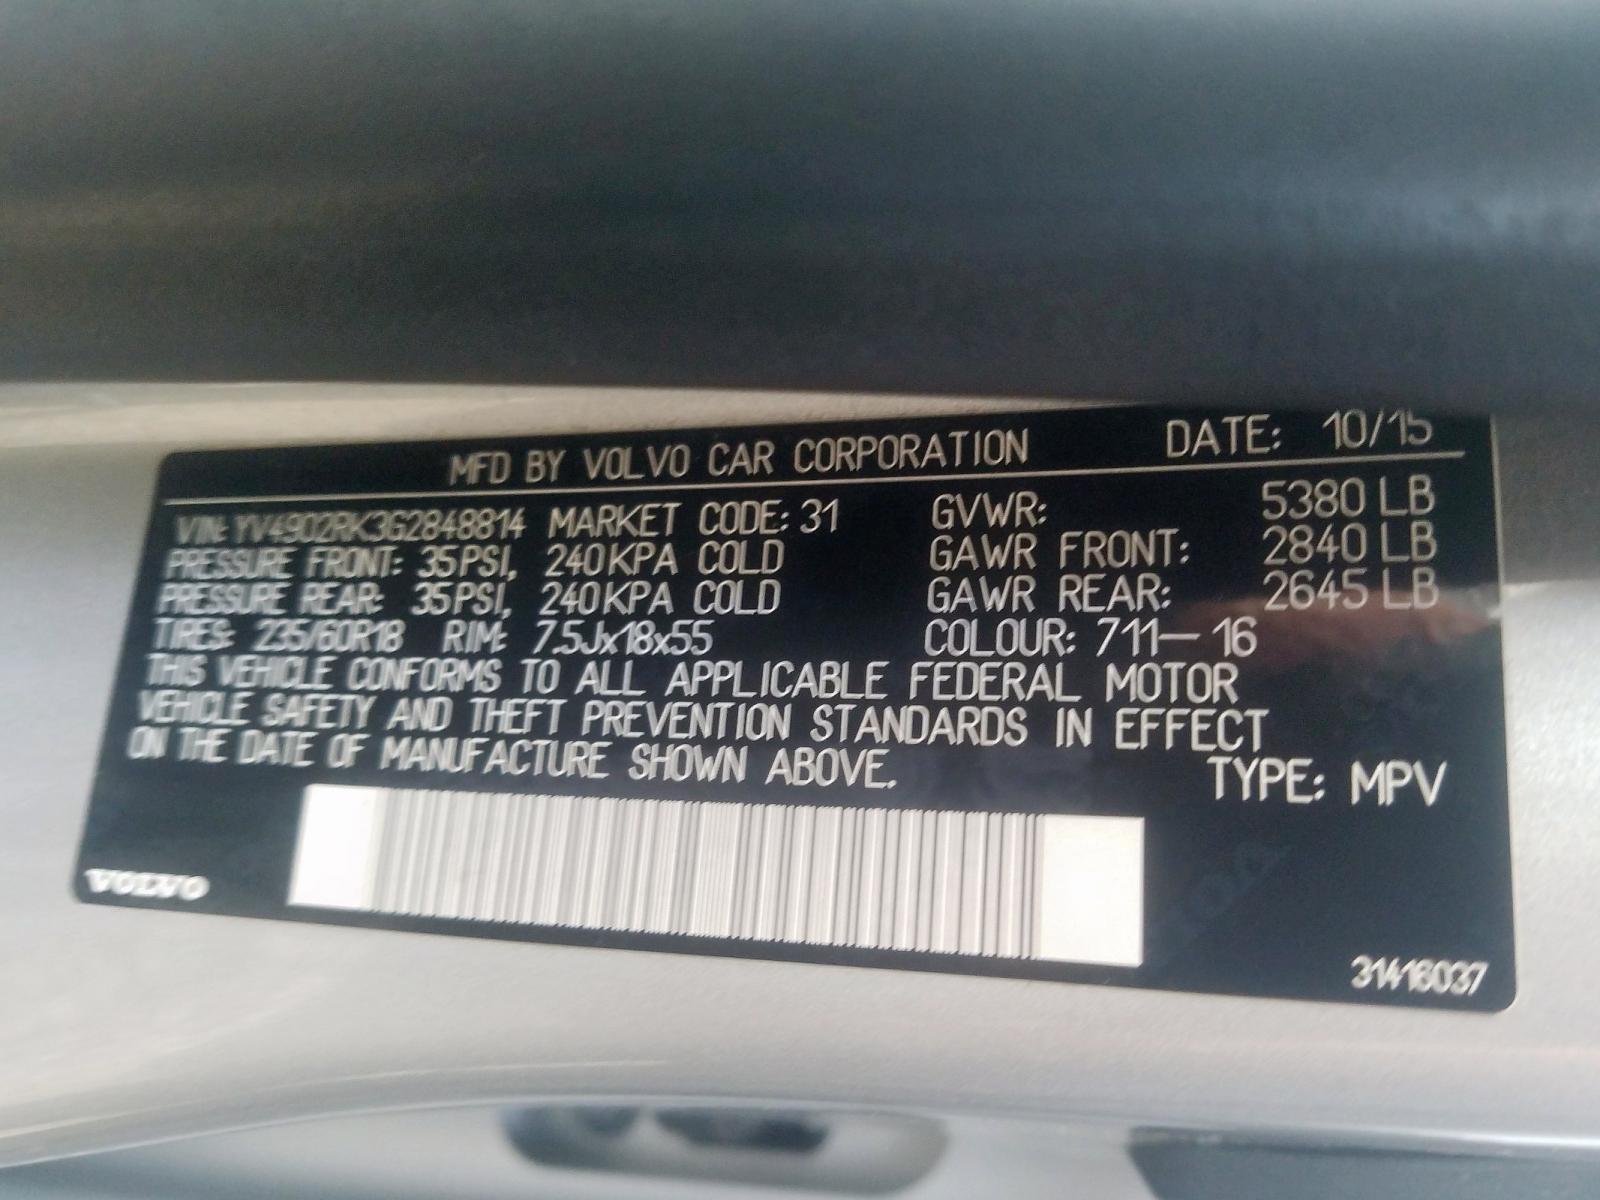 MFD BY VOLVO CAR CORPORATION DATE: 10/15
VIN: YV4902RK3G2848814 MARKET CODE: 31 GVWR: 5380 LB
PRESSURE FRONT: 35PSI, 240KPA COLD GAWR FRONT: 2840 LB
PRESSURE REAR: 35PSI, 240KPA COLD GAWR REAR: 2645 LB
TIRES: 235/60R18 RIM: 7.5Jx18x55 COLOUR: 711-16
THIS VEHICLE CONFORMS TO ALL APPLICABLE FEDERAL MOTOR
VEHICLE SAFETY AND THEFT PREVENTION STANDARDS IN EFFECT
ON THE DATE OF MANUFACTURE SHOWN ABOVE. TYPE: MPV
VOLVO
31416037